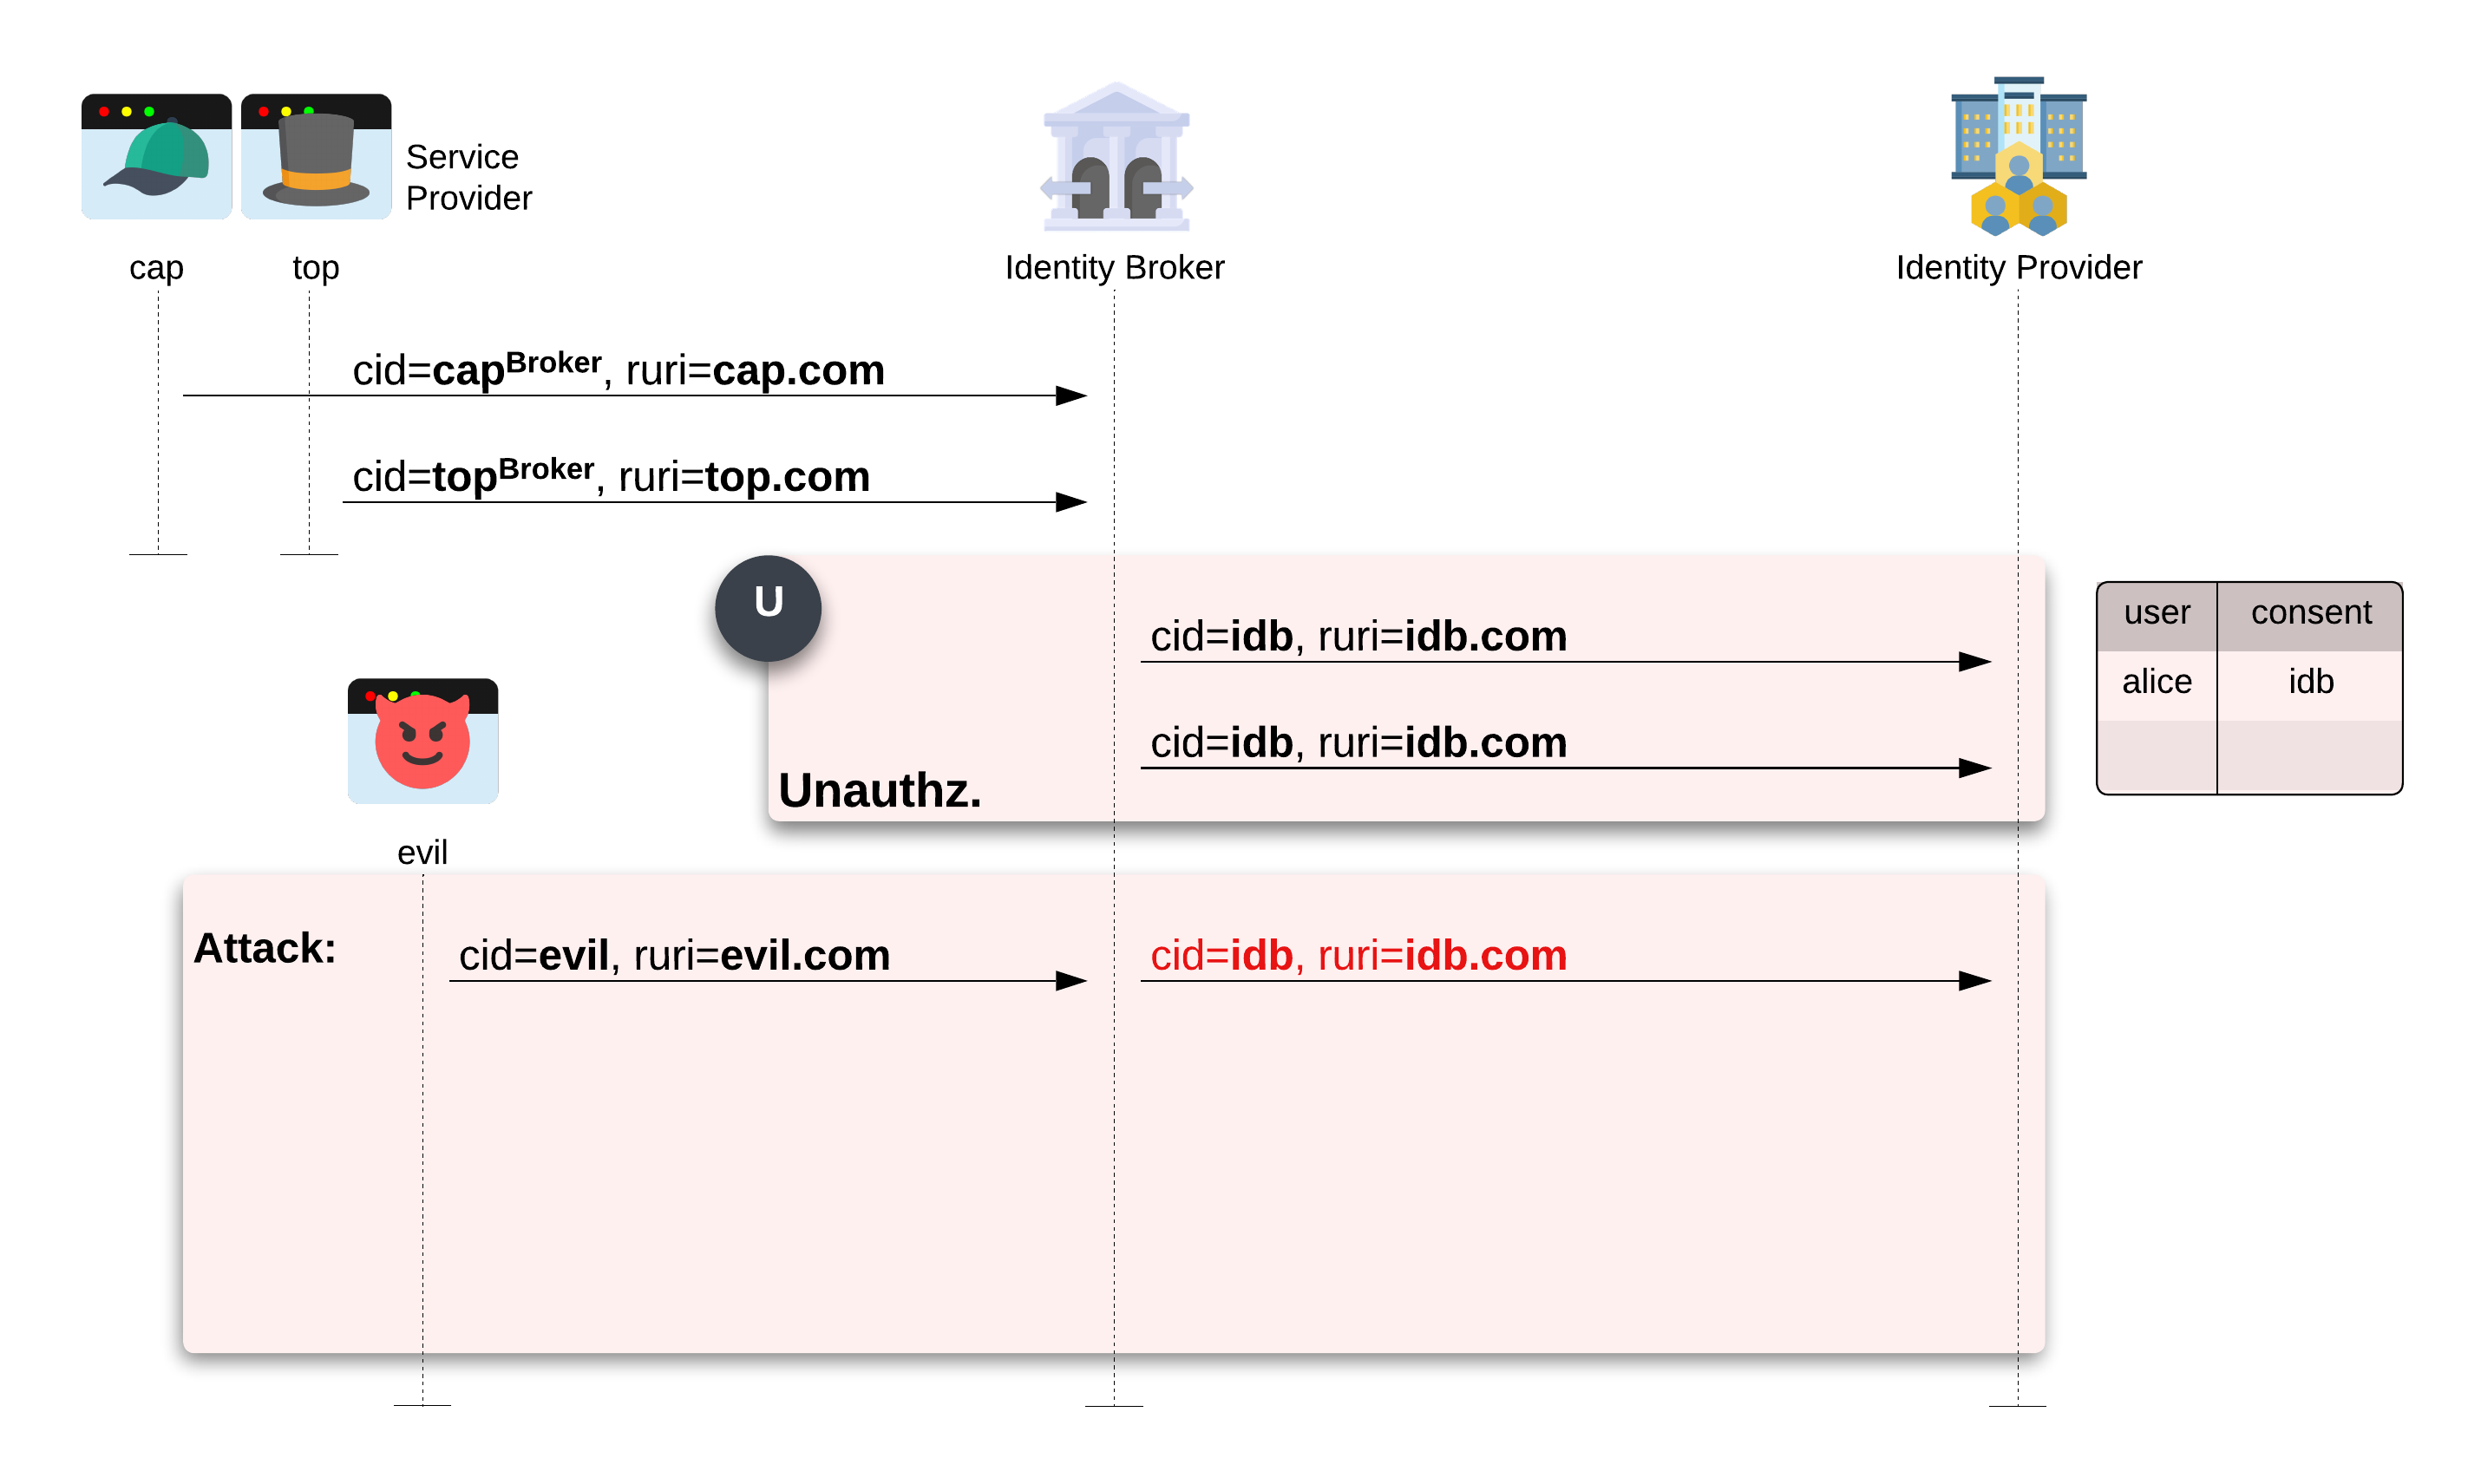 Service
Provider
cap
top
Identity Broker
Identity Provider
cid=capBroker, ruri=cap.com
cid=topBroker, ruri=top.com
U
cid=idb, ruri=idb.com
user
consent
alice
idb
cid=idb, ruri=idb.com
Unauthz.
evil
Attack:
cid=evil, ruri=evil.com
cid=idb, ruri=idb.com